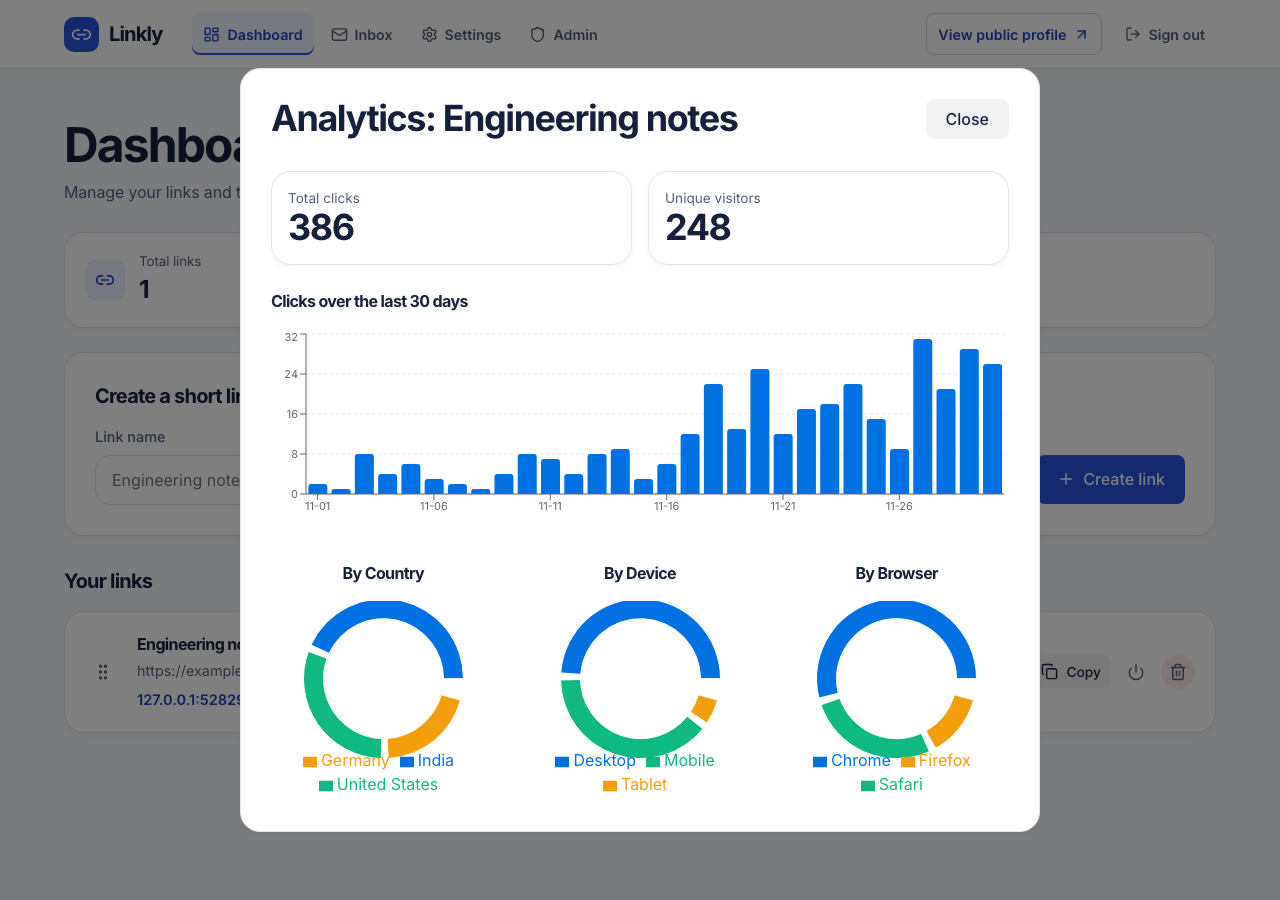 Linkly
Dashboard
Inbox
Settings
Admin
View public profile
Sign out
Dashboa
Manage your links and t
Total links
1
Create a short lin
Link name
Engineering note
Create link
Your links
Engineering no
https://example
127.0.0.1:52829
Copy
Analytics: Engineering notes
Close
Total clicks
386
Unique visitors
248
Clicks over the last 30 days
32
24
16
8
0
11-01 11-06 11-11 11-16 11-21 11-26
By Country
Germany India
United States
By Device
Desktop Mobile
Tablet
By Browser
Chrome Firefox
Safari